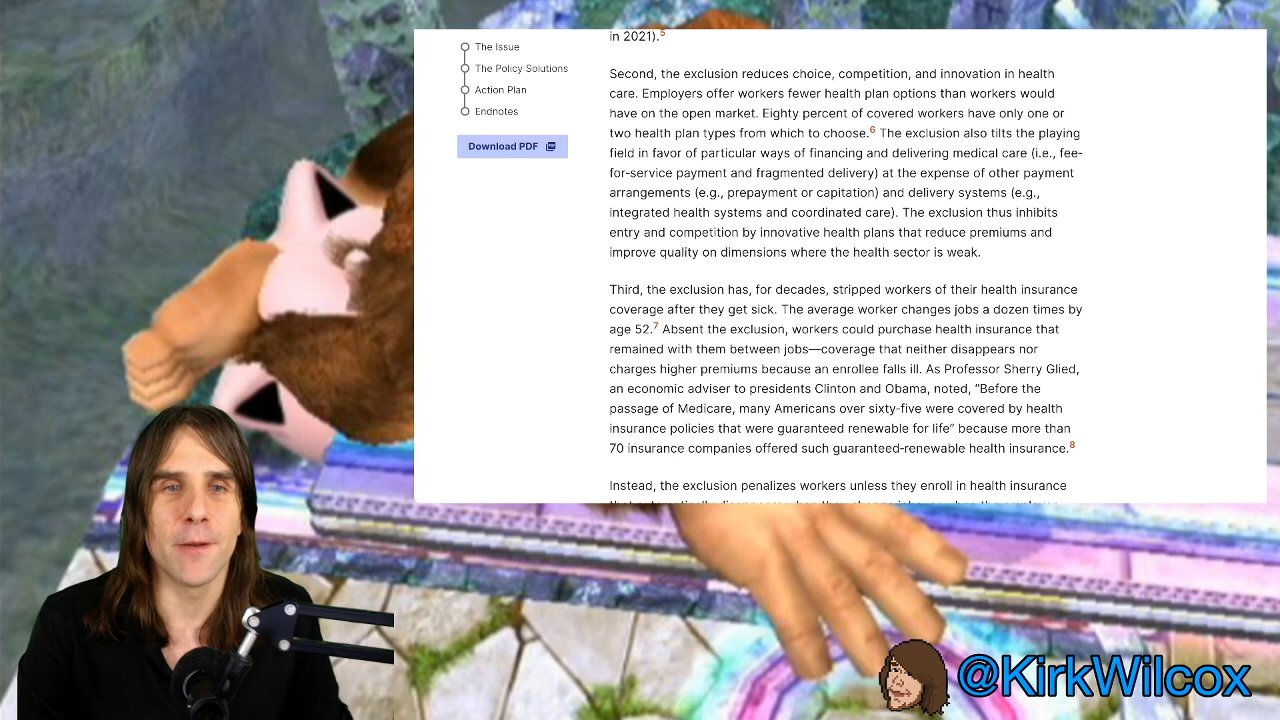 in 2021).5
The Issue
The Policy Solutions
Action Plan
Endnotes
Download PDF
Second, the exclusion reduces choice, competition, and innovation in health
care. Employers offer workers fewer health plan options than workers would
have on the open market. Eighty percent of covered workers have only one or
two health plan types from which to choose.6 The exclusion also tilts the playing
field in favor of particular ways of financing and delivering medical care (i.e., fee-
for-service payment and fragmented delivery) at the expense of other payment
arrangements (e.g., prepayment or capitation) and delivery systems (e.g.,
integrated health systems and coordinated care). The exclusion thus inhibits
entry and competition by innovative health plans that reduce premiums and
improve quality on dimensions where the health sector is weak.
Third, the exclusion has, for decades, stripped workers of their health insurance
coverage after they get sick. The average worker changes jobs a dozen times by
age 52.7 Absent the exclusion, workers could purchase health insurance that
remained with them between jobs—coverage that neither disappears nor
charges higher premiums because an enrollee falls ill. As Professor Sherry Glied,
an economic adviser to presidents Clinton and Obama, noted, “Before the
passage of Medicare, many Americans over sixty-five were covered by health
insurance policies that were guaranteed renewable for life” because more than
70 insurance companies offered such guaranteed-renewable health insurance.8
Instead, the exclusion penalizes workers unless they enroll in health insurance
@KirkWilcox